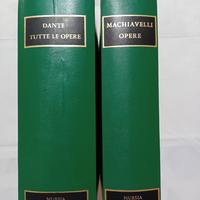 DANTE
TUTTE LE OPERE
MACHIAVELLI
OPERE
MURSIA
MURSIA